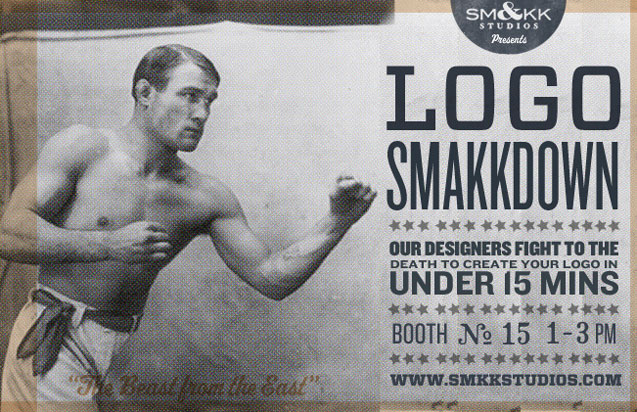 SM&KK
STUDIOS
Presents
LOGO
SMAKKDOWN
OUR DESIGNERS FIGHT TO THE
DEATH TO CREATE YOUR LOGO IN
UNDER 15 MINS
BOOTH No 15 1-3 PM
WWW.SMKKSTUDIOS.COM
"The Beast from the East"